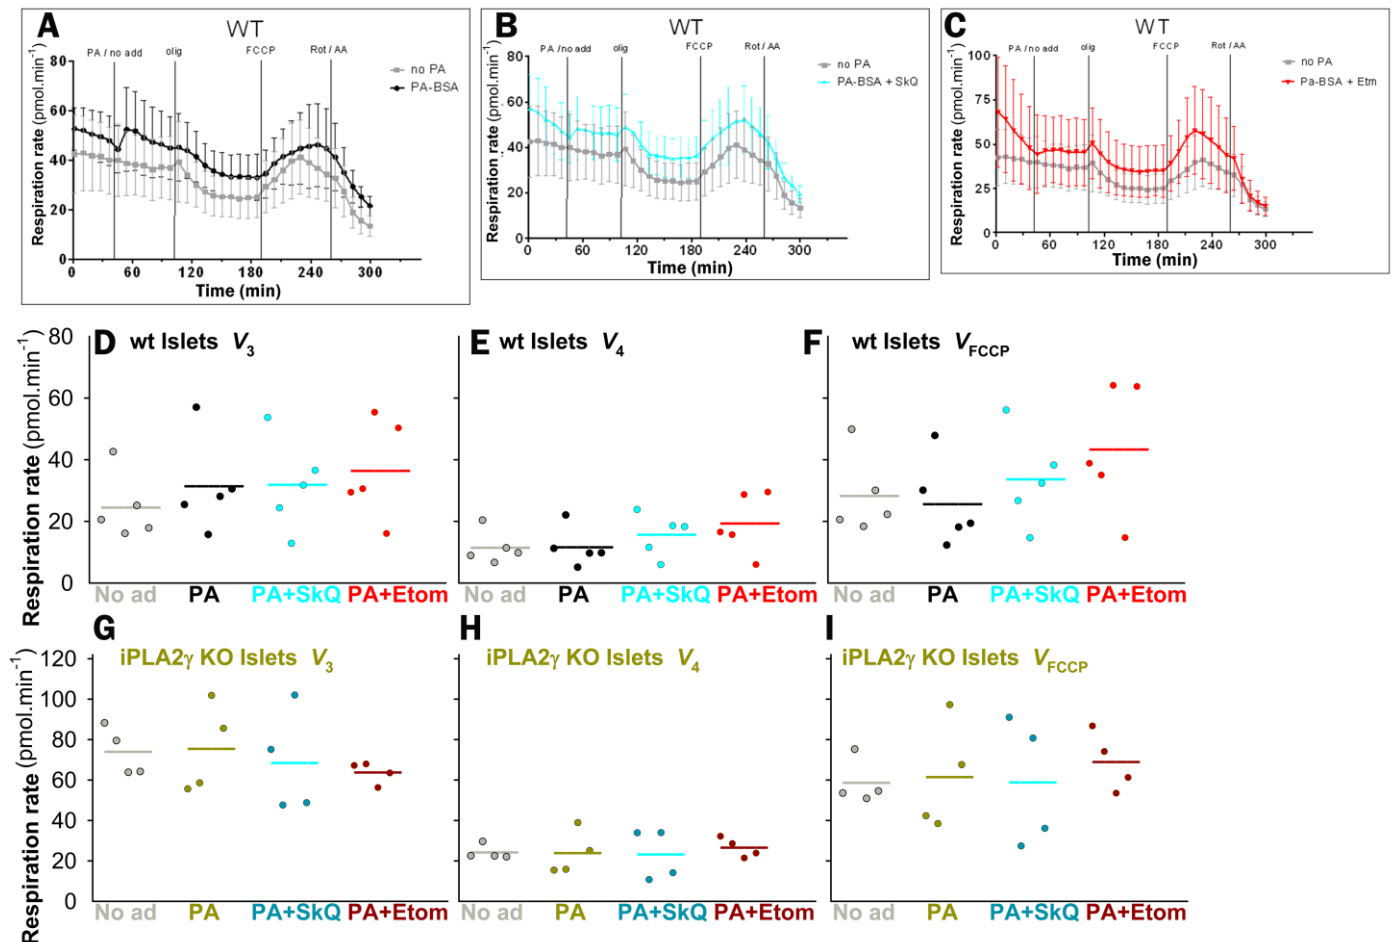 A
WT
PA / no add
olig
FCCP
Rot / AA
no PA
PA-BSA
80
60
40
20
0
0
60
120
180
240
300
Respiration rate (pmol.min⁻¹)
Time (min)
B
WT
PA / no add
olig
FCCP
Rot / AA
no PA
PA-BSA + SkQ
80
60
40
20
0
0
60
120
180
240
300
Respiration rate (pmol.min⁻¹)
Time (min)
C
WT
PA / no add
olig
FCCP
Rot / AA
no PA
Pa-BSA + Etm
100
75
50
25
0
0
60
120
180
240
300
Respiration rate (pmol.min⁻¹)
Time (min)
Respiration rate (pmol.min⁻¹)
80
60
40
20
0
D wt Islets V₃
No ad
PA
PA+SkQ
PA+Etom
E wt Islets V₄
No ad
PA
PA+SkQ
PA+Etom
F wt Islets V_FCCP
No ad
PA
PA+SkQ
PA+Etom
Respiration rate (pmol.min⁻¹)
120
100
80
60
40
20
0
G
iPLA2γ KO Islets V₃
No ad
PA
PA+SkQ
PA+Etom
H
iPLA2γ KO Islets V₄
No ad
PA
PA+SkQ
PA+Etom
I
iPLA2γ KO Islets V_FCCP
No ad
PA
PA+SkQ
PA+Etom